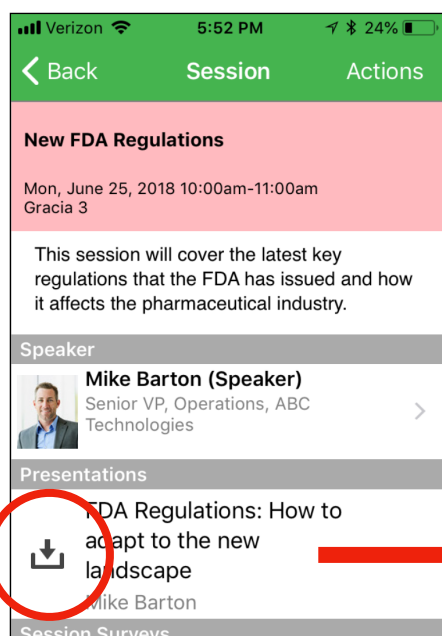 Verizon 5:52 PM 24%
Back Session Actions
New FDA Regulations
Mon, June 25, 2018 10:00am-11:00am
Gracia 3
This session will cover the latest key
regulations that the FDA has issued and how
it affects the pharmaceutical industry.
Speaker
Mike Barton (Speaker)
Senior VP, Operations, ABC
Technologies
Presentations
FDA Regulations: How to
adapt to the new
landscape
Mike Barton
Session Surveys